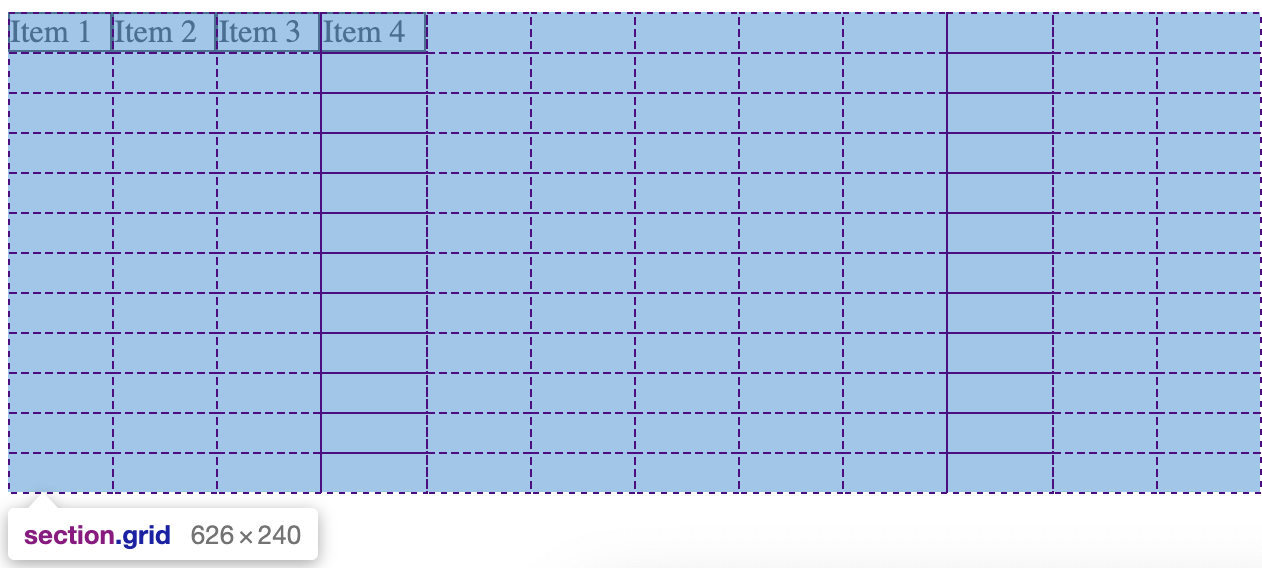 Item 1 Item 2 Item 3 Item 4
section.grid 626 × 240